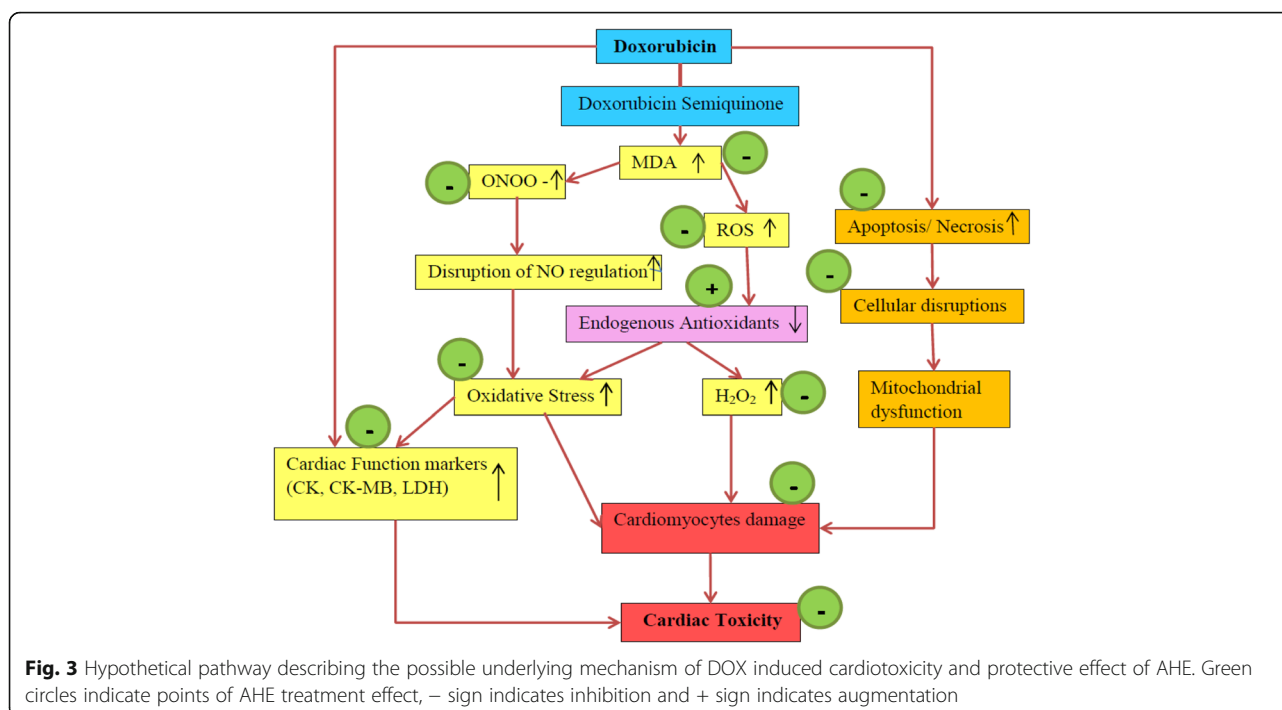 Doxorubicin
Doxorubicin Semiquinone
MDA ↑
-
ONOO -↑
-
ROS ↑
-
Apoptosis/ Necrosis ↑
-
Disruption of NO regulation ↑
Cellular disruptions
-
+
Endogenous Antioxidants ↓
-
Oxidative Stress ↑
H₂O₂ ↑
-
Mitochondrial
dysfunction
-
Cardiac Function markers
(CK, CK-MB, LDH) ↑
-
Cardiomyocytes damage
Cardiac Toxicity
-
Fig. 3 Hypothetical pathway describing the possible underlying mechanism of DOX induced cardiotoxicity and protective effect of AHE. Green
circles indicate points of AHE treatment effect, – sign indicates inhibition and + sign indicates augmentation